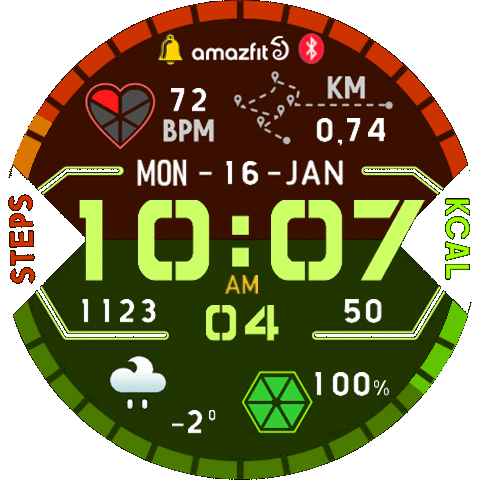 amazfit
72
BPM
KM
0,74
MON - 16 - JAN
STEPS
10:07
KCAL
AM
1123
04
50
100%
-2°